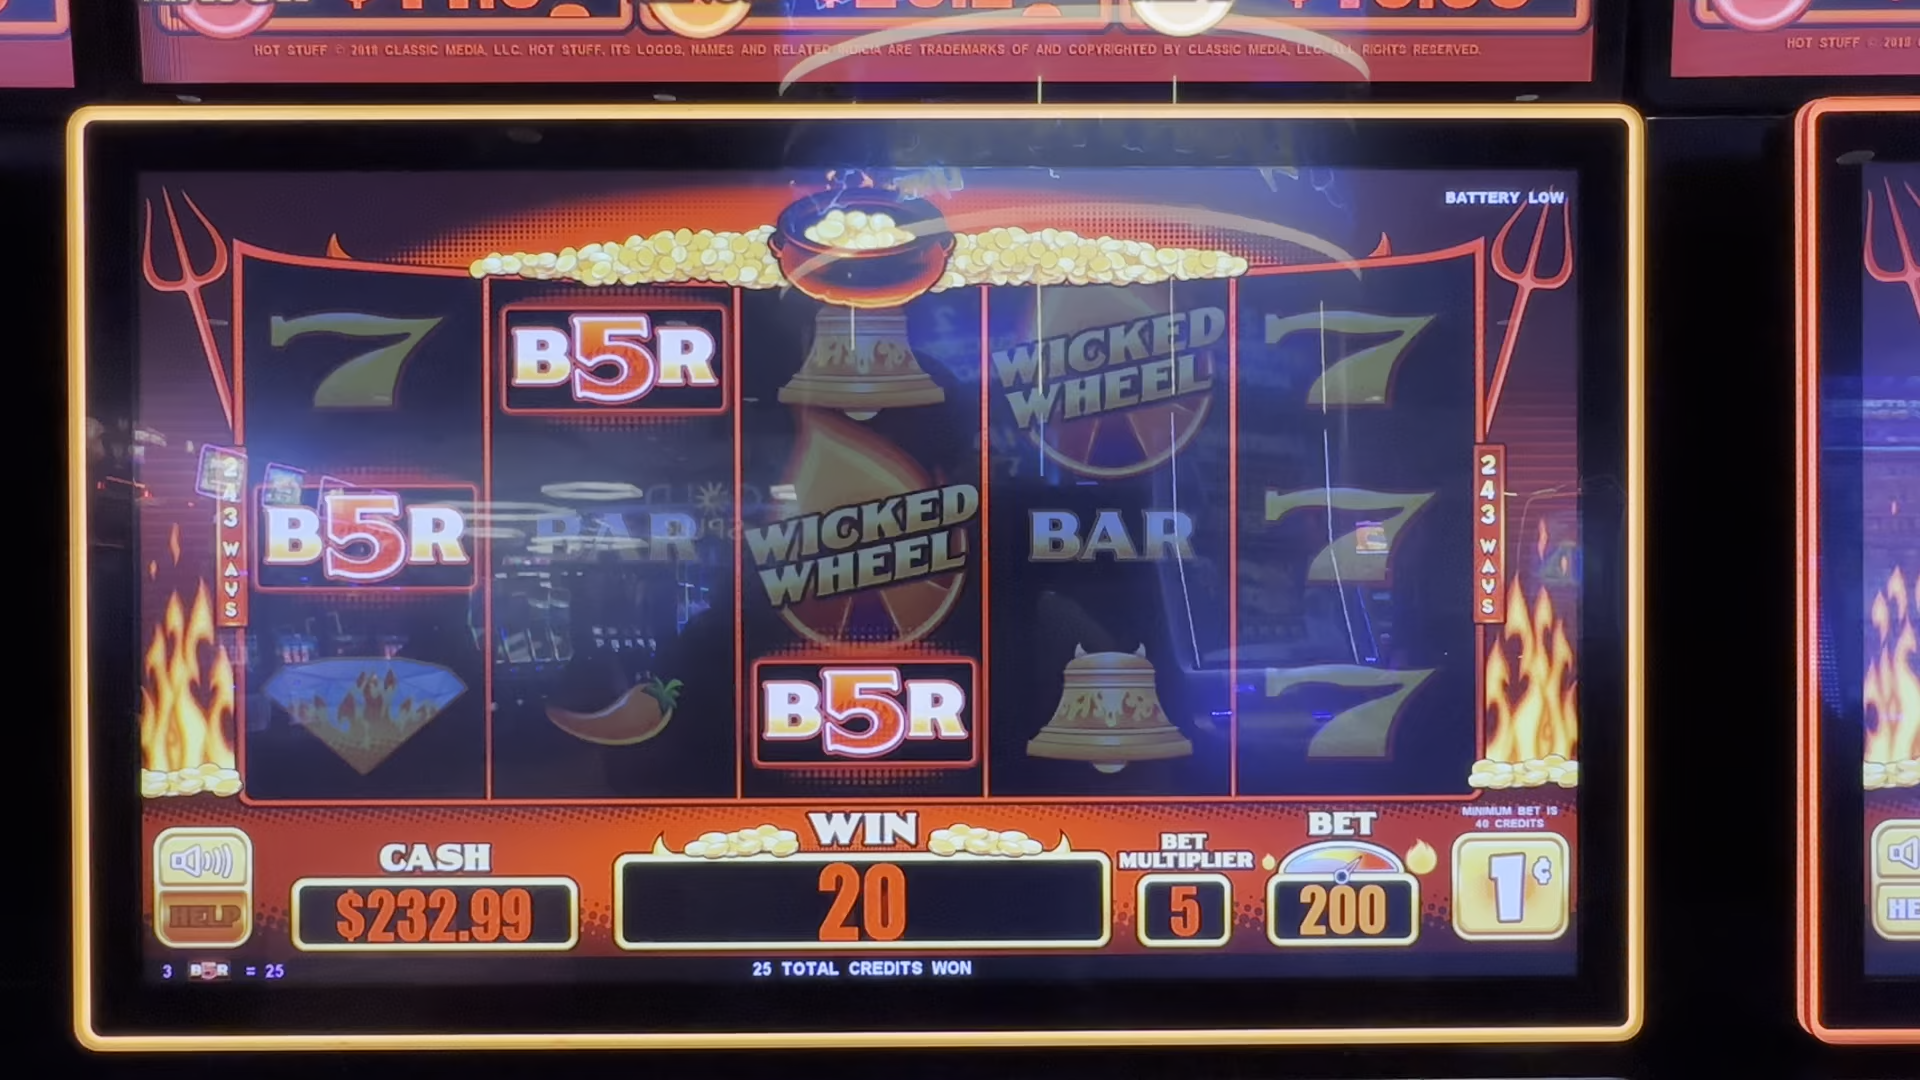 HOT STUFF © 2018 CLASSIC MEDIA, LLC. HOT STUFF, ITS LOGOS, NAMES AND RELATED INDICIA ARE TRADEMARKS OF AND COPYRIGHTED BY CLASSIC MEDIA, LLC. ALL RIGHTS RESERVED.
HOT STUFF © 2018
BATTERY LOW
7
B5R
WICKED
WHEEL
7
B5R
BAR
WICKED
WHEEL
BAR
7
B5R
7
243 WAYS
243 WAYS
CASH
$232.99
WIN
20
BET
MULTIPLIER
5
BET
200
MINIMUM BET IS
40 CREDITS
1¢
HELP
HE
3 B5R = 25
25 TOTAL CREDITS WON